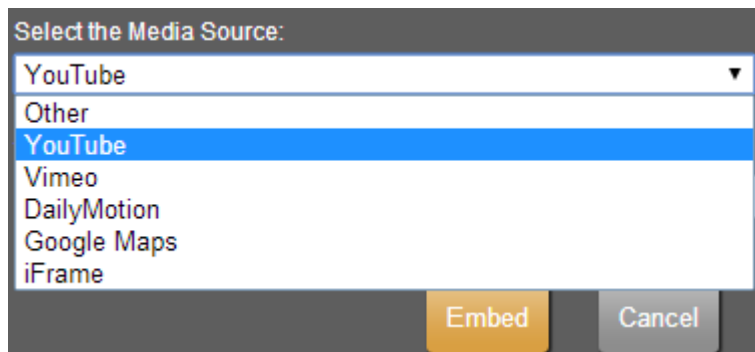 Select the Media Source:
YouTube
Other
YouTube
Vimeo
DailyMotion
Google Maps
iFrame
Embed Cancel